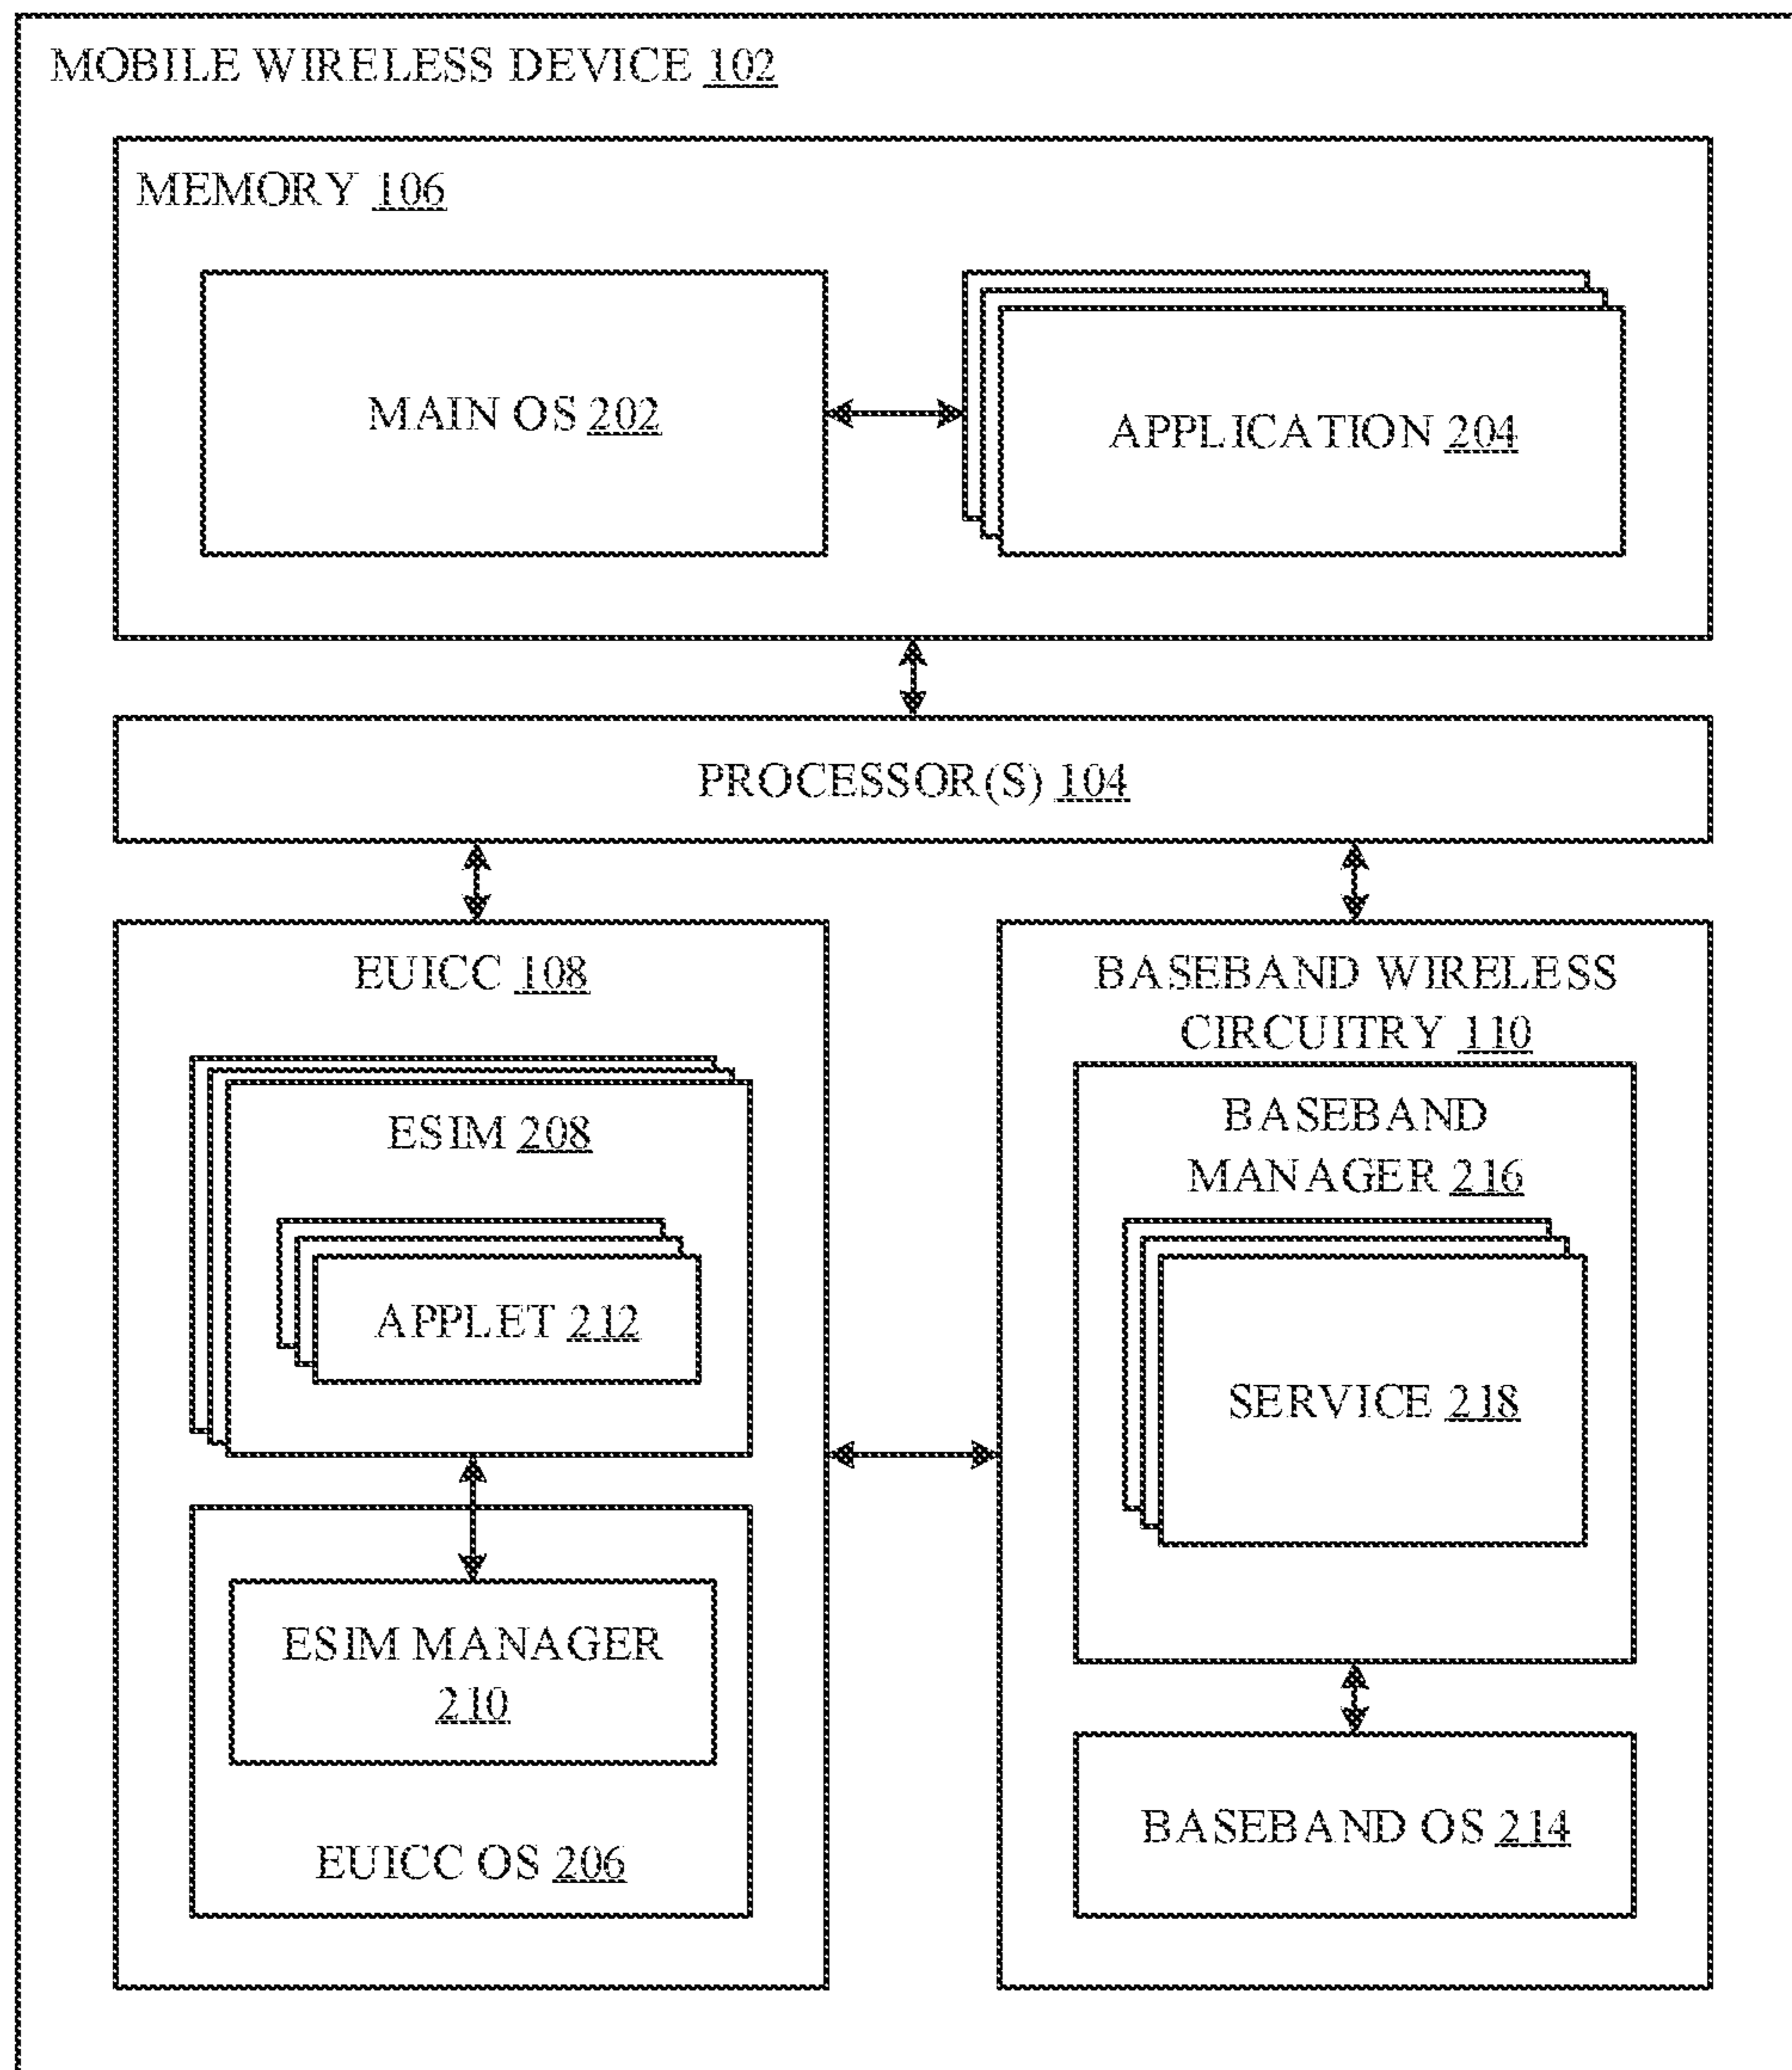 MOBILE WIRELESS DEVICE 102
MEMORY 106
MAIN OS 202
APPLICATION 204
PROCESSOR(S) 104
EUICC 108
ESIM 208
APPLET 212
ESIM MANAGER
210
EUICC OS 206
BASEBAND WIRELESS
CIRCUITRY 110
BASEBAND
MANAGER 216
SERVICE 218
BASEBAND OS 214